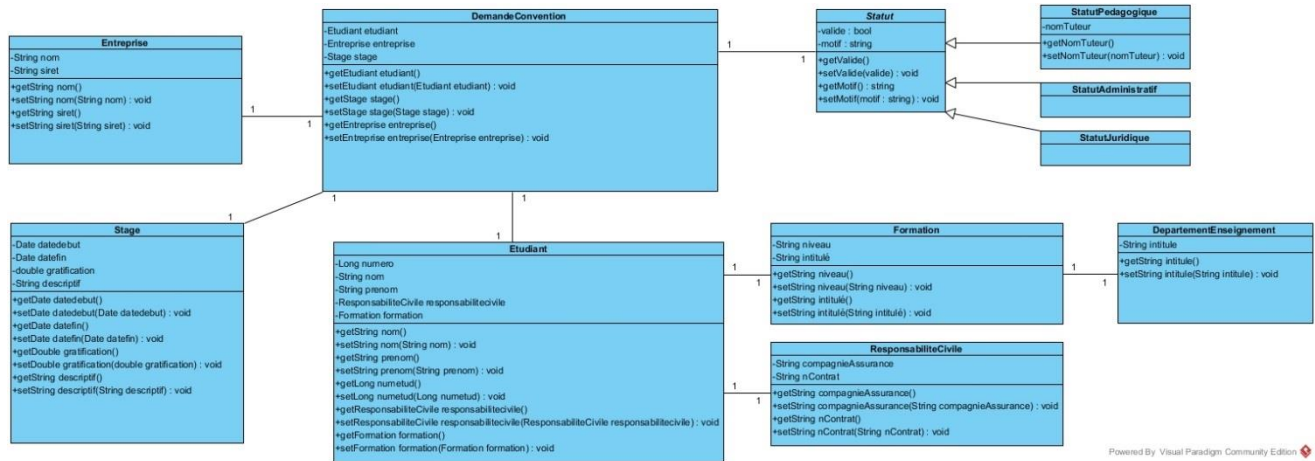 DemandeConvention
-Etudiant etudiant
-Entreprise entreprise
-Stage stage
+getEtudiant etudiant()
+setEtudiant etudiant(Etudiant etudiant) : void
+getStage stage()
+setStage stage(Stage stage) : void
+getEntreprise entreprise()
+setEntreprise entreprise(Entreprise entreprise) : void
Statut
-valide : bool
-motif : string
+getValide()
+setValide(valide) : void
+getMotif() : string
+setMotif(motif : string) : void
StatutPedagogique
-nomTuteur
+getNomTuteur()
+setNomTuteur(nomTuteur) : void
StatutAdministratif
StatutJuridique
Entreprise
-String nom
-String siret
+getString nom()
+setString nom(String nom) : void
+getString siret()
+setString siret(String siret) : void
1
1
1
1
1
1
1
1
Stage
-Date datedebut
-Date datefin
-double gratification
-String descriptif
+getDate datedebut()
+setDate datedebut(Date datedebut) : void
+getDate datefin()
+setDate datefin(Date datefin) : void
+getDouble gratification()
+setDouble gratification(double gratification) : void
+getString descriptif()
+setString descriptif(String descriptif) : void
Etudiant
-Long numero
-String nom
-String prenom
-ResponsabiliteCivile responsabilitecivile
-Formation formation
+getString nom()
+setString nom(String nom) : void
+getString prenom()
+setString prenom(String prenom) : void
+getLong numetud()
+setLong numetud(Long numetud) : void
+getResponsabiliteCivile responsabilitecivile()
+setResponsabiliteCivile responsabilitecivile(ResponsabiliteCivile responsabilitecivile) : void
+getFormation formation()
+setFormation formation(Formation formation) : void
1
1
1
1
Formation
-String niveau
-String intitulé
+getString niveau()
+setString niveau(String niveau) : void
+getString intitulé()
+setString intitulé(String intitulé) : void
1
1
DepartementEnseignement
-String intitule
+getString intitule()
+setString intitule(String intitule) : void
ResponsabiliteCivile
-String compagnieAssurance
-String nContrat
+getString compagnieAssurance()
+setString compagnieAssurance(String compagnieAssurance) : void
+getString nContrat()
+setString nContrat(String nContrat) : void
Powered By Visual Paradigm Community Edition